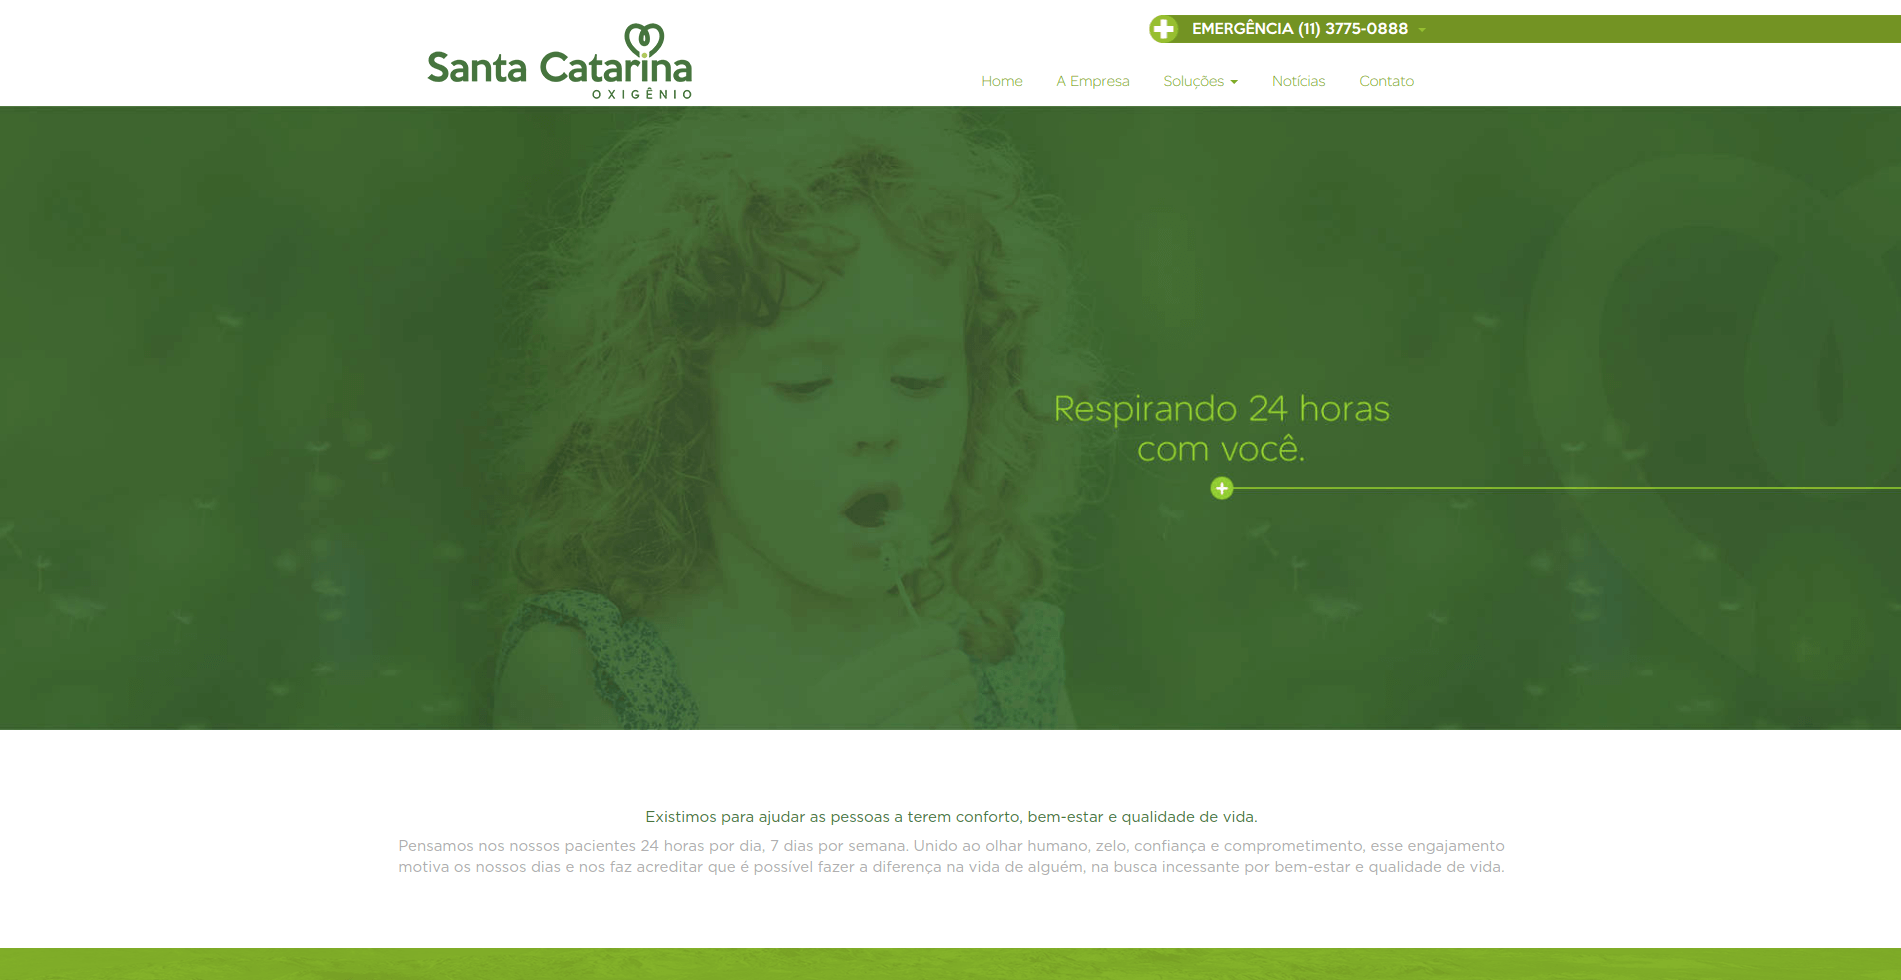 EMERGÊNCIA (11) 3775-0888
Santa Catarina
OXIGÊNIO
Home A Empresa Soluções Notícias Contato
Respirando 24 horas
com você.
Existimos para ajudar as pessoas a terem conforto, bem-estar e qualidade de vida.
Pensamos nos nossos pacientes 24 horas por dia, 7 dias por semana. Unido ao olhar humano, zelo, confiança e comprometimento, esse engajamento
motiva os nossos dias e nos faz acreditar que é possível fazer a diferença na vida de alguém, na busca incessante por bem-estar e qualidade de vida.